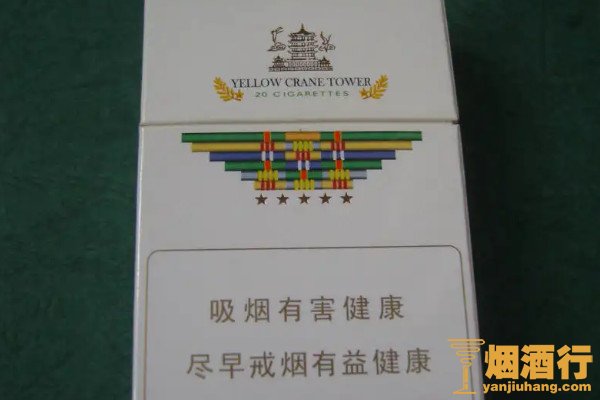 YELLOW CRANE TOWER
20 CIGARETTES
吸烟有害健康
尽早戒烟有益健康
烟酒行
yanjiuhang.com